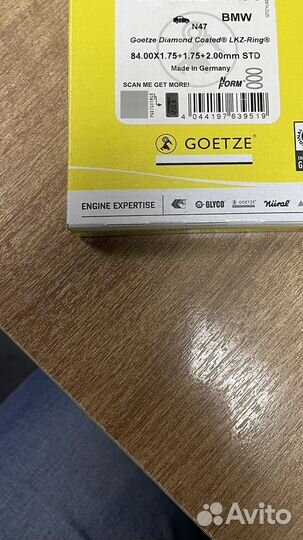 BMW
N47
Goetze Diamond Coated® LKZ-Ring®
84.00X1.75+1.75+2.00mm STD
Made in Germany
SCAN ME GET MORE!
NORM
4 044197 639519
GOETZE®
ENGINE EXPERTISE
GLYCO
GOETZE
Nüral
Avito